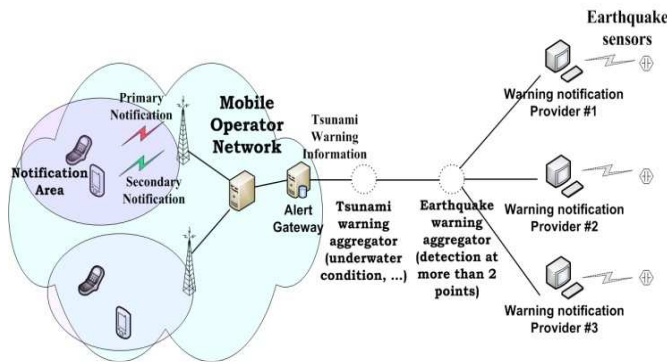 Earthquake
sensors
Warning notification
Provider #1
Primary
Notification
Mobile
Operator
Network
Tsunami
Warning
Information
Notification
Area
Secondary
Notification
Alert
Gateway
Tsunami
warning
aggregator
(underwater
condition, ...)
Earthquake
warning
aggregator
(detection at
more than 2
points)
Warning notification
Provider #2
Warning notification
Provider #3